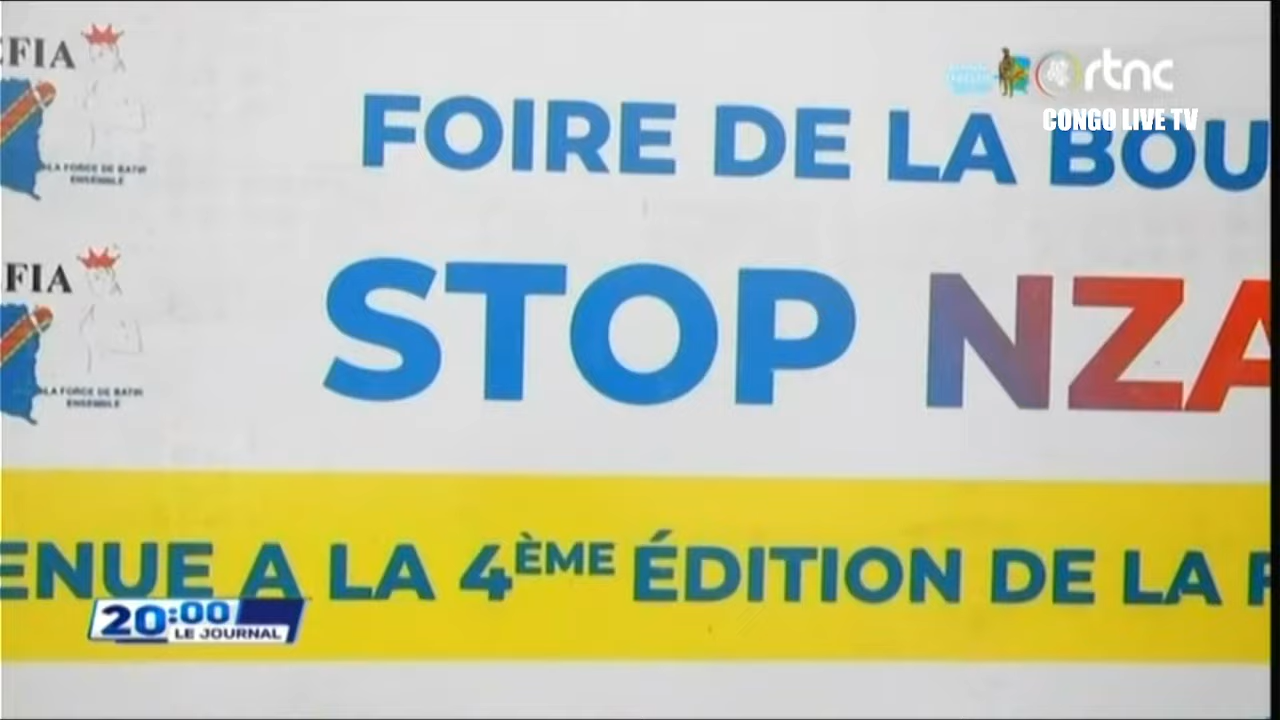 EFIA
LA FORCE DE BATIR
ENSEMBLE
rtnc
CONGO LIVE TV
FOIRE DE LA BOU
FIA
LA FORCE DE BATIR
ENSEMBLE
STOP NZA
ENUE A LA 4ÈME ÉDITION DE LA
20:00
LE JOURNAL